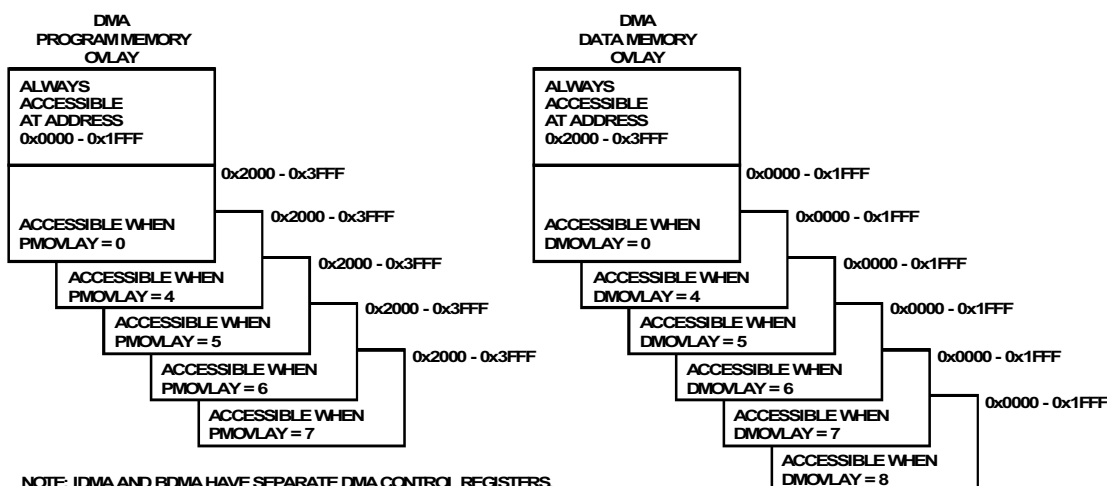 DMA
PROGRAM MEMORY
OVLAY
ALWAYS
ACCESSIBLE
AT ADDRESS
0x0000 - 0x1FFF
0x2000 - 0x3FFF
ACCESSIBLE WHEN
PMOVLAY = 0
0x2000 - 0x3FFF
ACCESSIBLE WHEN
PMOVLAY = 4
0x2000 - 0x3FFF
ACCESSIBLE WHEN
PMOVLAY = 5
0x2000 - 0x3FFF
ACCESSIBLE WHEN
PMOVLAY = 6
0x2000 - 0x3FFF
ACCESSIBLE WHEN
PMOVLAY = 7
DMA
DATA MEMORY
OVLAY
ALWAYS
ACCESSIBLE
AT ADDRESS
0x2000 - 0x3FFF
0x0000 - 0x1FFF
ACCESSIBLE WHEN
DMOVLAY = 0
0x0000 - 0x1FFF
ACCESSIBLE WHEN
DMOVLAY = 4
0x0000 - 0x1FFF
ACCESSIBLE WHEN
DMOVLAY = 5
0x0000 - 0x1FFF
ACCESSIBLE WHEN
DMOVLAY = 6
0x0000 - 0x1FFF
ACCESSIBLE WHEN
DMOVLAY = 7
0x0000 - 0x1FFF
ACCESSIBLE WHEN
DMOVLAY = 8
NOTE: IDMA AND BDMA HAVE SEPARATE DMA CONTROL REGISTERS